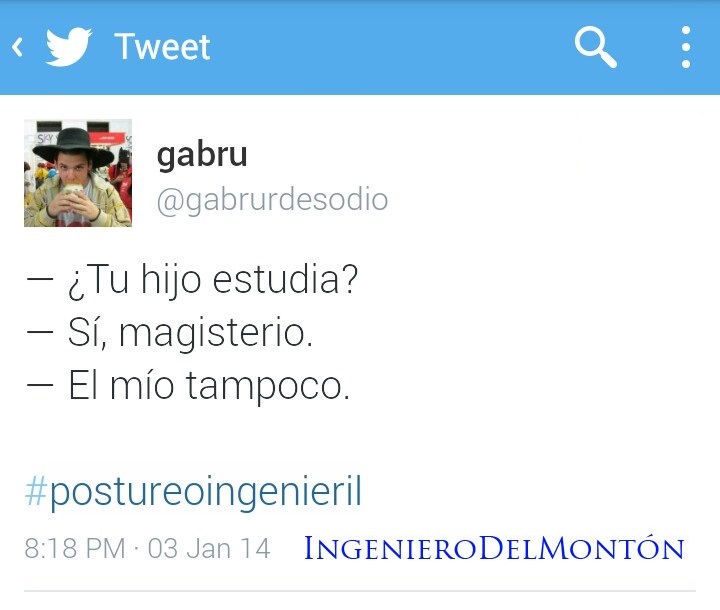 Tweet
gabru
@gabrurdesodio
— ¿Tu hijo estudia?
— Sí, magisterio.
— El mío tampoco.
#postureoingenieril
8:18 PM · 03 Jan 14 IngenieroDelMontón